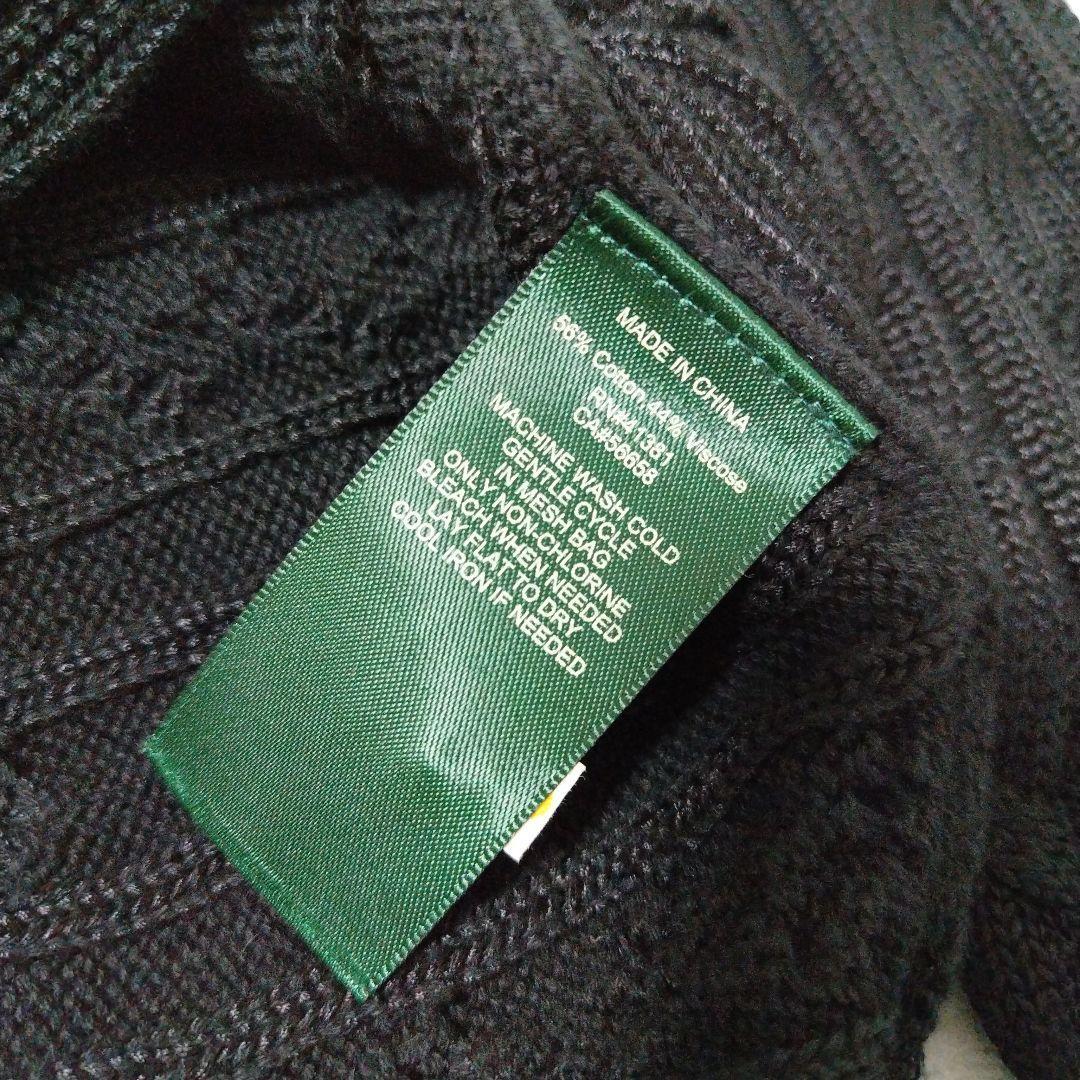 MADE IN CHINA
56% Cotton 44% Viscose
RN#41381
CA#56658
MACHINE WASH COLD
GENTLE CYCLE
IN MESH BAG
ONLY NON-CHLORINE
BLEACH WHEN NEEDED
LAY FLAT TO DRY
COOL IRON IF NEEDED